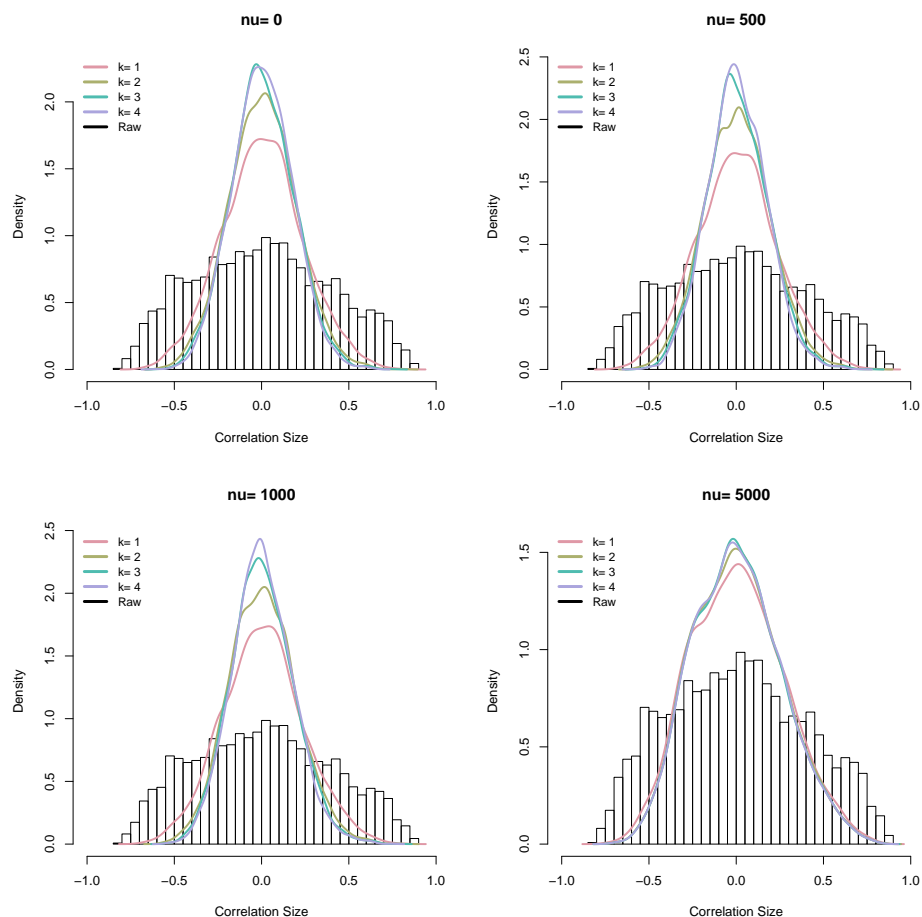 nu= 0
k= 1
k= 2
k= 3
k= 4
Raw
Density
0.0 0.5 1.0 1.5 2.0
−1.0 −0.5 0.0 0.5 1.0
Correlation Size
nu= 500
k= 1
k= 2
k= 3
k= 4
Raw
Density
0.0 0.5 1.0 1.5 2.0 2.5
−1.0 −0.5 0.0 0.5 1.0
Correlation Size
nu= 1000
k= 1
k= 2
k= 3
k= 4
Raw
Density
0.0 0.5 1.0 1.5 2.0 2.5
−1.0 −0.5 0.0 0.5 1.0
Correlation Size
nu= 5000
k= 1
k= 2
k= 3
k= 4
Raw
Density
0.0 0.5 1.0 1.5
−1.0 −0.5 0.0 0.5 1.0
Correlation Size